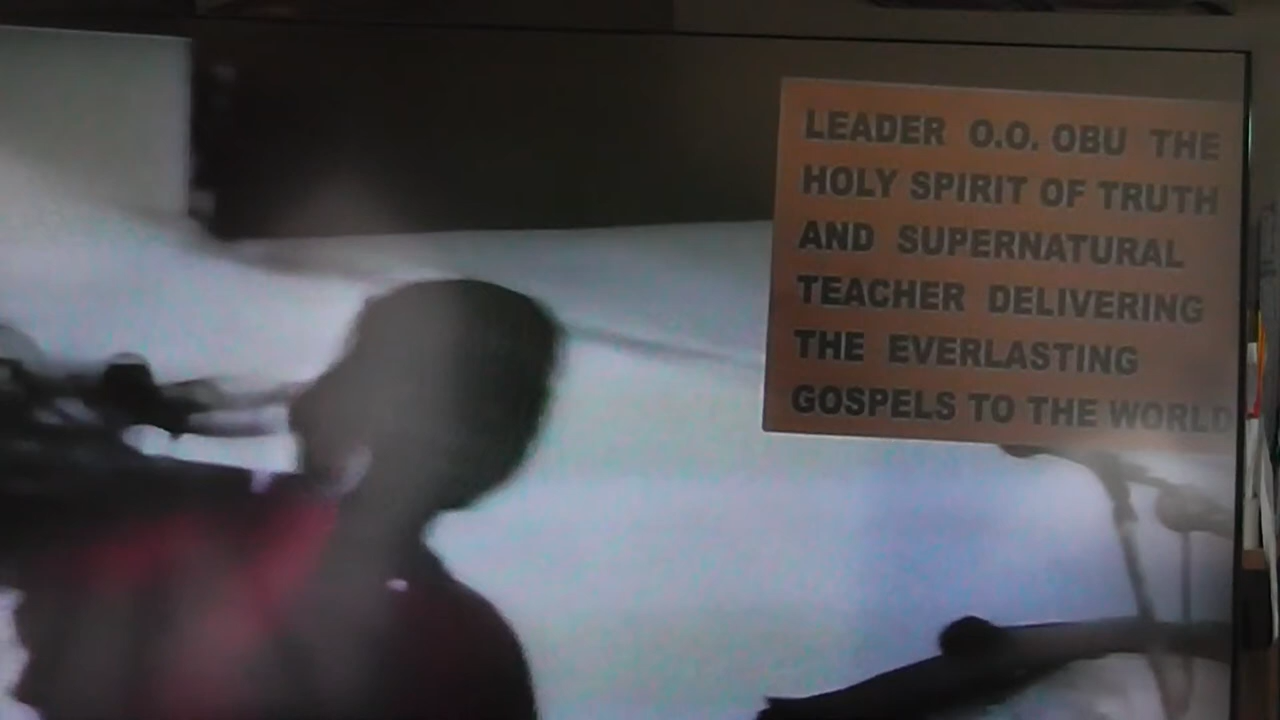 LEADER O.O. OBU THE
HOLY SPIRIT OF TRUTH
AND SUPERNATURAL
TEACHER DELIVERING
THE EVERLASTING
GOSPELS TO THE WORLD